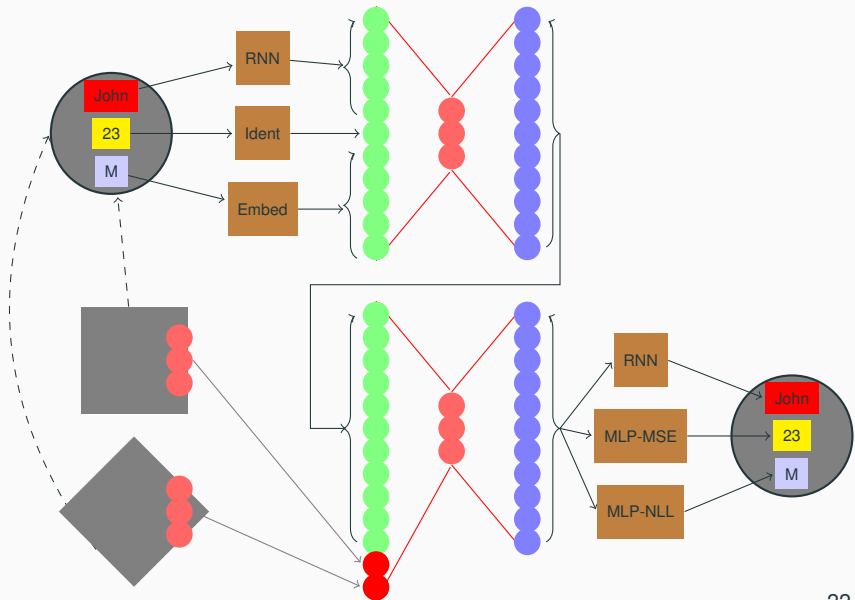 RNN
John
23
Ident
M
Embed
RNN
John
MLP-MSE
23
M
MLP-NLL